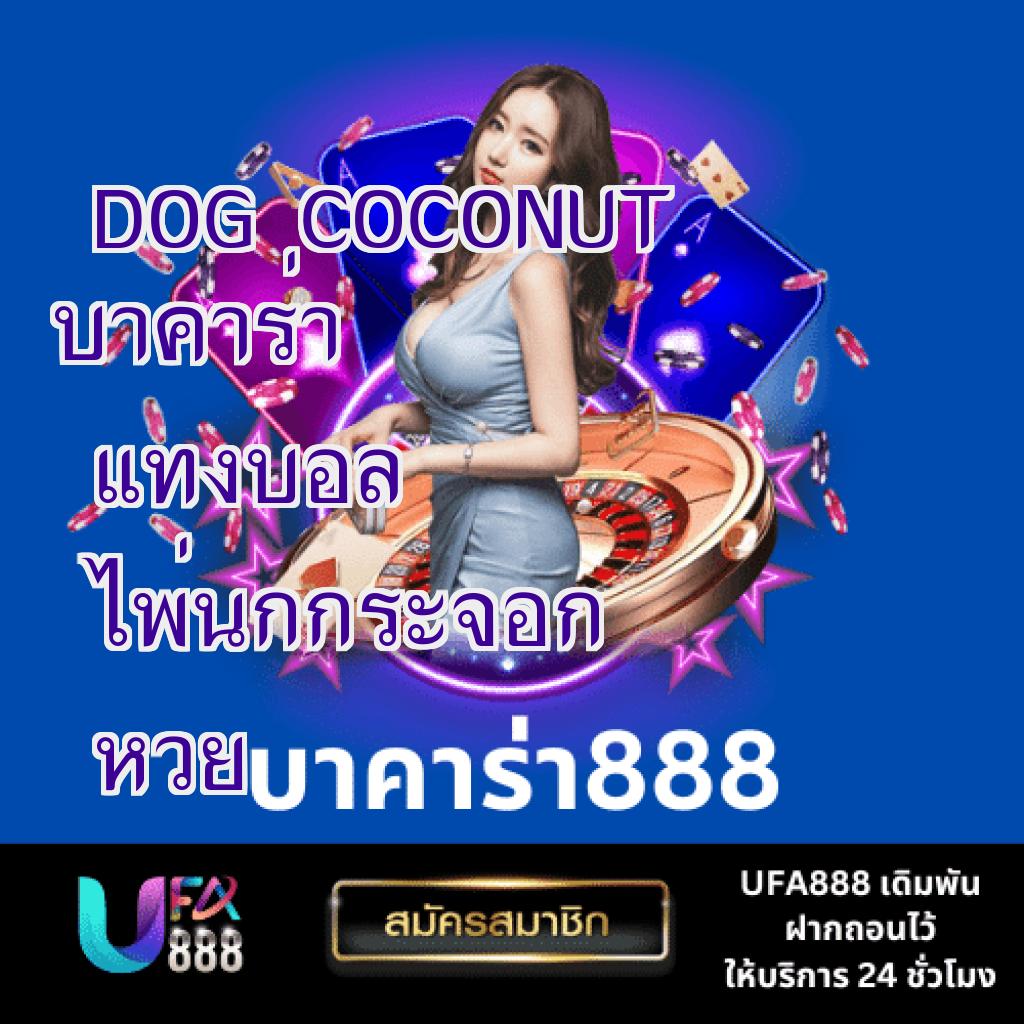 DOG COCONUT
บาคาร่า
แทงบอล
ไพ่นกกระจอก
หวย
บาคาร่า888
UFA
888
สมัครสมาชิก
UFA888 เดิมพัน
ฝากถอนไว้
ให้บริการ 24 ชั่วโมง